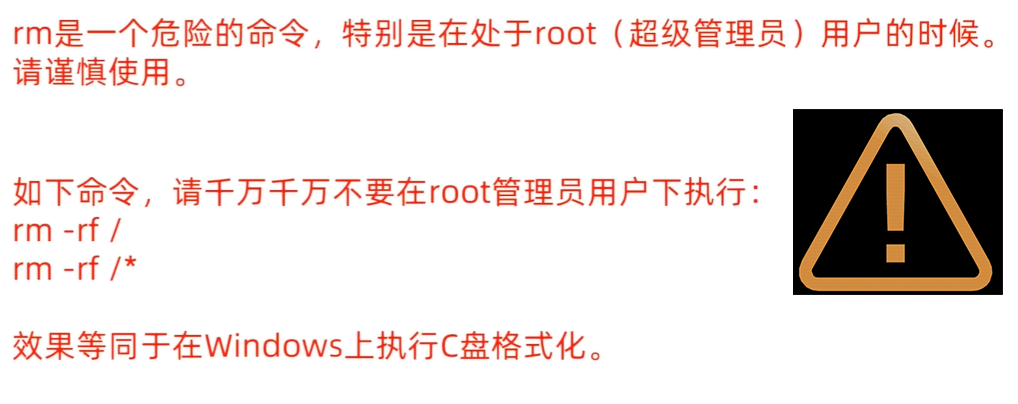 rm是一个危险的命令，特别是在处于root（超级管理员）用户的时候。
请谨慎使用。
如下命令，请千万千万不要在root管理员用户下执行：
rm -rf /
rm -rf /*
效果等同于在Windows上执行C盘格式化。